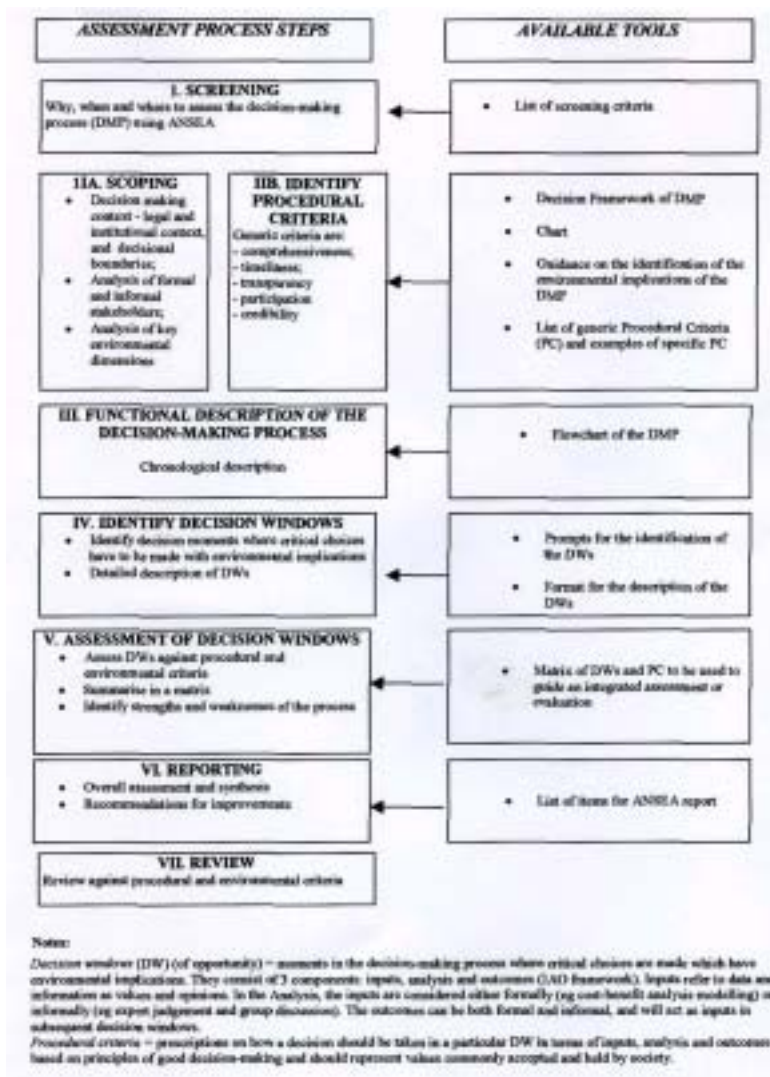 ASSESSMENT PROCESS STEPS
AVAILABLE TOOLS
I. SCREENING
Why, when and where to assess the decision-making
process (DMP) using ANSEA
• List of screening criteria
IIA. SCOPING
• Decision making
context - legal and
institutional context,
and decisional
boundaries;
• Analysis of formal
and informal
stakeholders;
• Analysis of key
environmental
dimensions
IIB. IDENTIFY
PROCEDURAL
CRITERIA
Generic criteria are:
- comprehensiveness;
- timeliness;
- transparency
- participation
- credibility
• Decision Framework of DMP
• Chart
• Guidance on the identification of the
environmental implications of the
DMP
• List of generic Procedural Criteria
(PC) and examples of specific PC
III. FUNCTIONAL DESCRIPTION OF THE
DECISION-MAKING PROCESS
Chronological description
• Flowchart of the DMP
IV. IDENTIFY DECISION WINDOWS
• Identify decision moments where critical choices
have to be made with environmental implications
• Detailed description of DWs
• Prompts for the identification of
the DWs
• Format for the description of the
DWs
V. ASSESSMENT OF DECISION WINDOWS
• Assess DWs against procedural and
environmental criteria
• Summarise in a matrix
• Identify strengths and weaknesses of the process
• Matrix of DWs and PC to be used to
guide an integrated assessment or
evaluation
VI. REPORTING
• Overall assessment and synthesis
• Recommendations for improvements
• List of items for ANSEA report
VII. REVIEW
Review against procedural and environmental criteria
Notes:
Decision windows (DW) (of opportunity) = moments in the decision-making process where critical choices are made which have
environmental implications. They consist of 3 components: inputs, analysis and outcomes (IAO framework). Inputs refer to data and
information as values and opinions. In the Analysis, the inputs are considered either formally (eg cost-benefit analysis modelling) or
informally (eg expert judgement and group discussion). The outcomes can be both formal and informal, and will act as inputs in
subsequent decision windows.
Procedural criteria = prescriptions on how a decision should be taken in a particular DW in terms of inputs, analysis and outcomes
based on principles of good decision-making and should represent values commonly accepted and held by society.